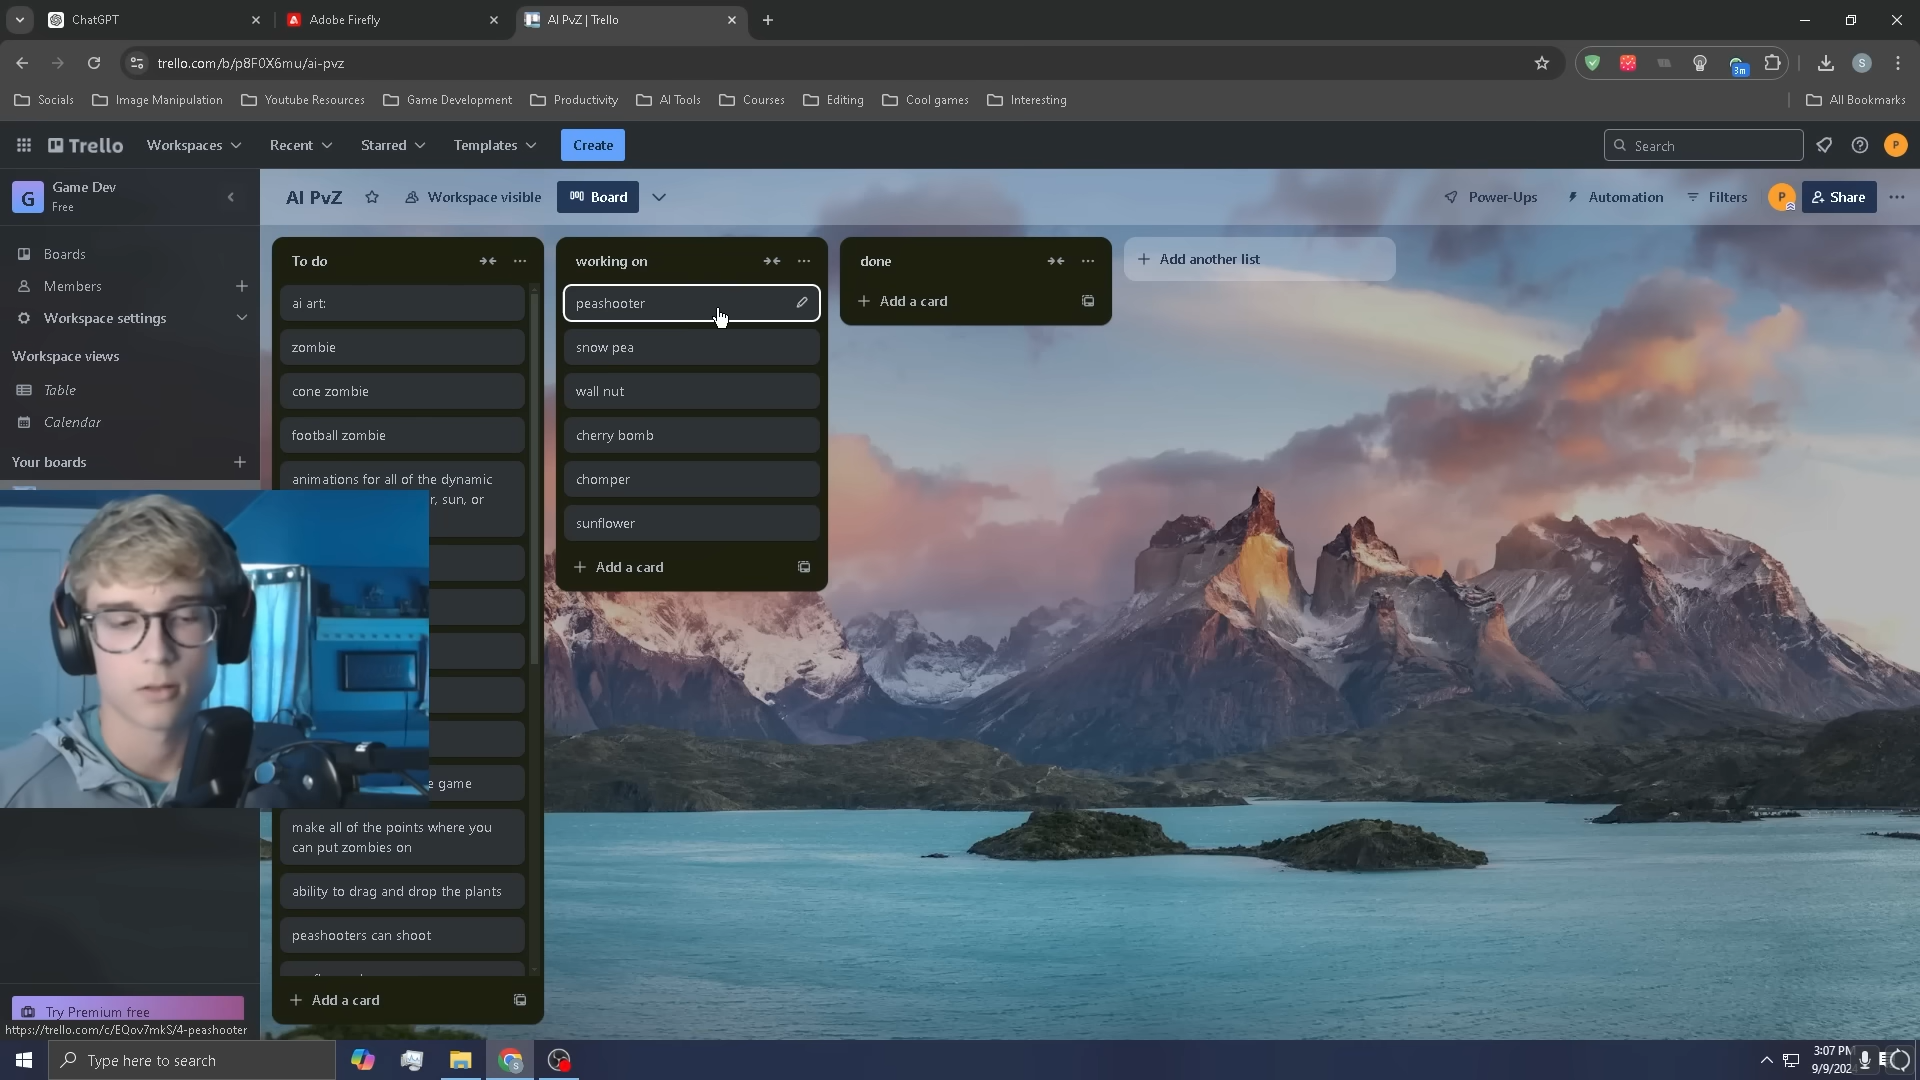 ChatGPT
Adobe Firefly
AI PvZ | Trello
trello.com/b/p8F0X6mu/ai-pvz
3m
S
Socials
Image Manipulation
Youtube Resources
Game Development
Productivity
AI Tools
Courses
Editing
Cool games
Interesting
All Bookmarks
Trello
Workspaces
Recent
Starred
Templates
Create
Search
P
G
Game Dev
Free
AI PvZ
Workspace visible
Board
Power-Ups
Automation
Filters
P
Share
Boards
Members
Workspace settings
Workspace views
Table
Calendar
Your boards
Try Premium free
https://trello.com/c/EQov7mkS/4-peashooter
To do
ai art:
zombie
cone zombie
football zombie
animations for all of the dynamic
r, sun, or
e game
make all of the points where you
can put zombies on
ability to drag and drop the plants
peashooters can shoot
Add a card
working on
peashooter
snow pea
wall nut
cherry bomb
chomper
sunflower
Add a card
done
Add a card
Add another list
Type here to search
3:07 PM
9/9/202